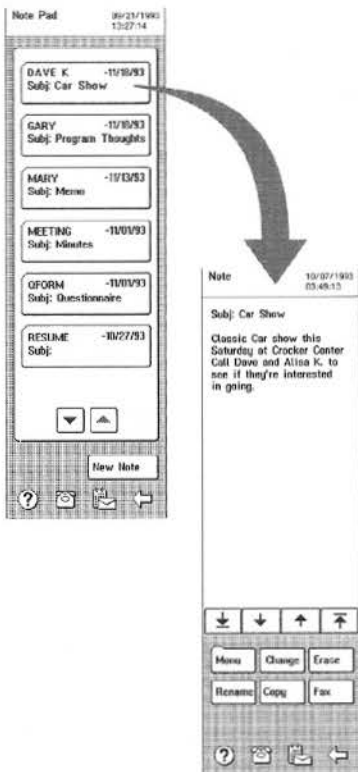 Note Pad
09/21/1993
13:27:14
DAVE K -11/18/93
Subj: Car Show
GARY -11/18/93
Subj: Program Thoughts
MARY -11/13/93
Subj: Memo
MEETING -11/01/93
Subj: Minutes
QFORM -11/01/93
Subj: Questionnaire
RESUME -10/27/93
Subj:
New Note
?
Note
10/07/1993
03:49:13
Subj: Car Show
Classic Car show this
Saturday at Crocker Center
Call Dave and Alisa K. to
see if they're interested
in going.
Menu Change Erase
Rename Copy Fax
?